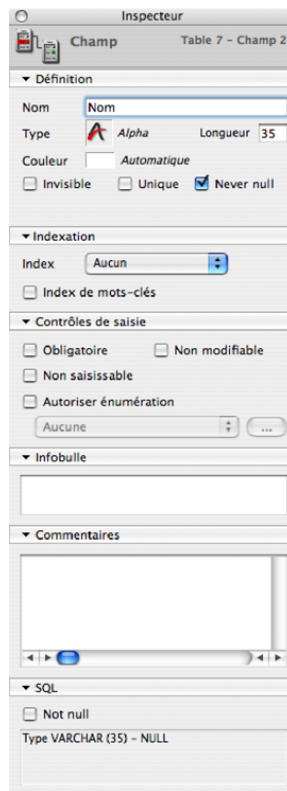 Inspecteur
Champ Table 7 - Champ 2
Définition
Nom Nom
Type Alpha Longueur 35
Couleur Automatique
Invisible Unique Never null
Indexation
Index Aucun
Index de mots-clés
Contrôles de saisie
Obligatoire Non modifiable
Non saisissable
Autoriser énumération
Aucune ...
Infobulle
Commentaires
SQL
Not null
Type VARCHAR (35) - NULL